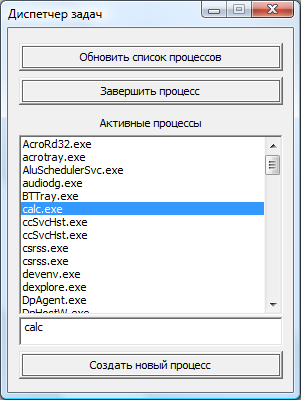 Диспетчер задач
Обновить список процессов
Завершить процесс
Активные процессы
AcroRd32.exe
acrotray.exe
AluSchedulerSvc.exe
audiodg.exe
BTTray.exe
calc.exe
ccSvcHst.exe
ccSvcHst.exe
csrss.exe
csrss.exe
devenv.exe
dexplore.exe
DpAgent.exe
DpHostW.exe
calc
Создать новый процесс